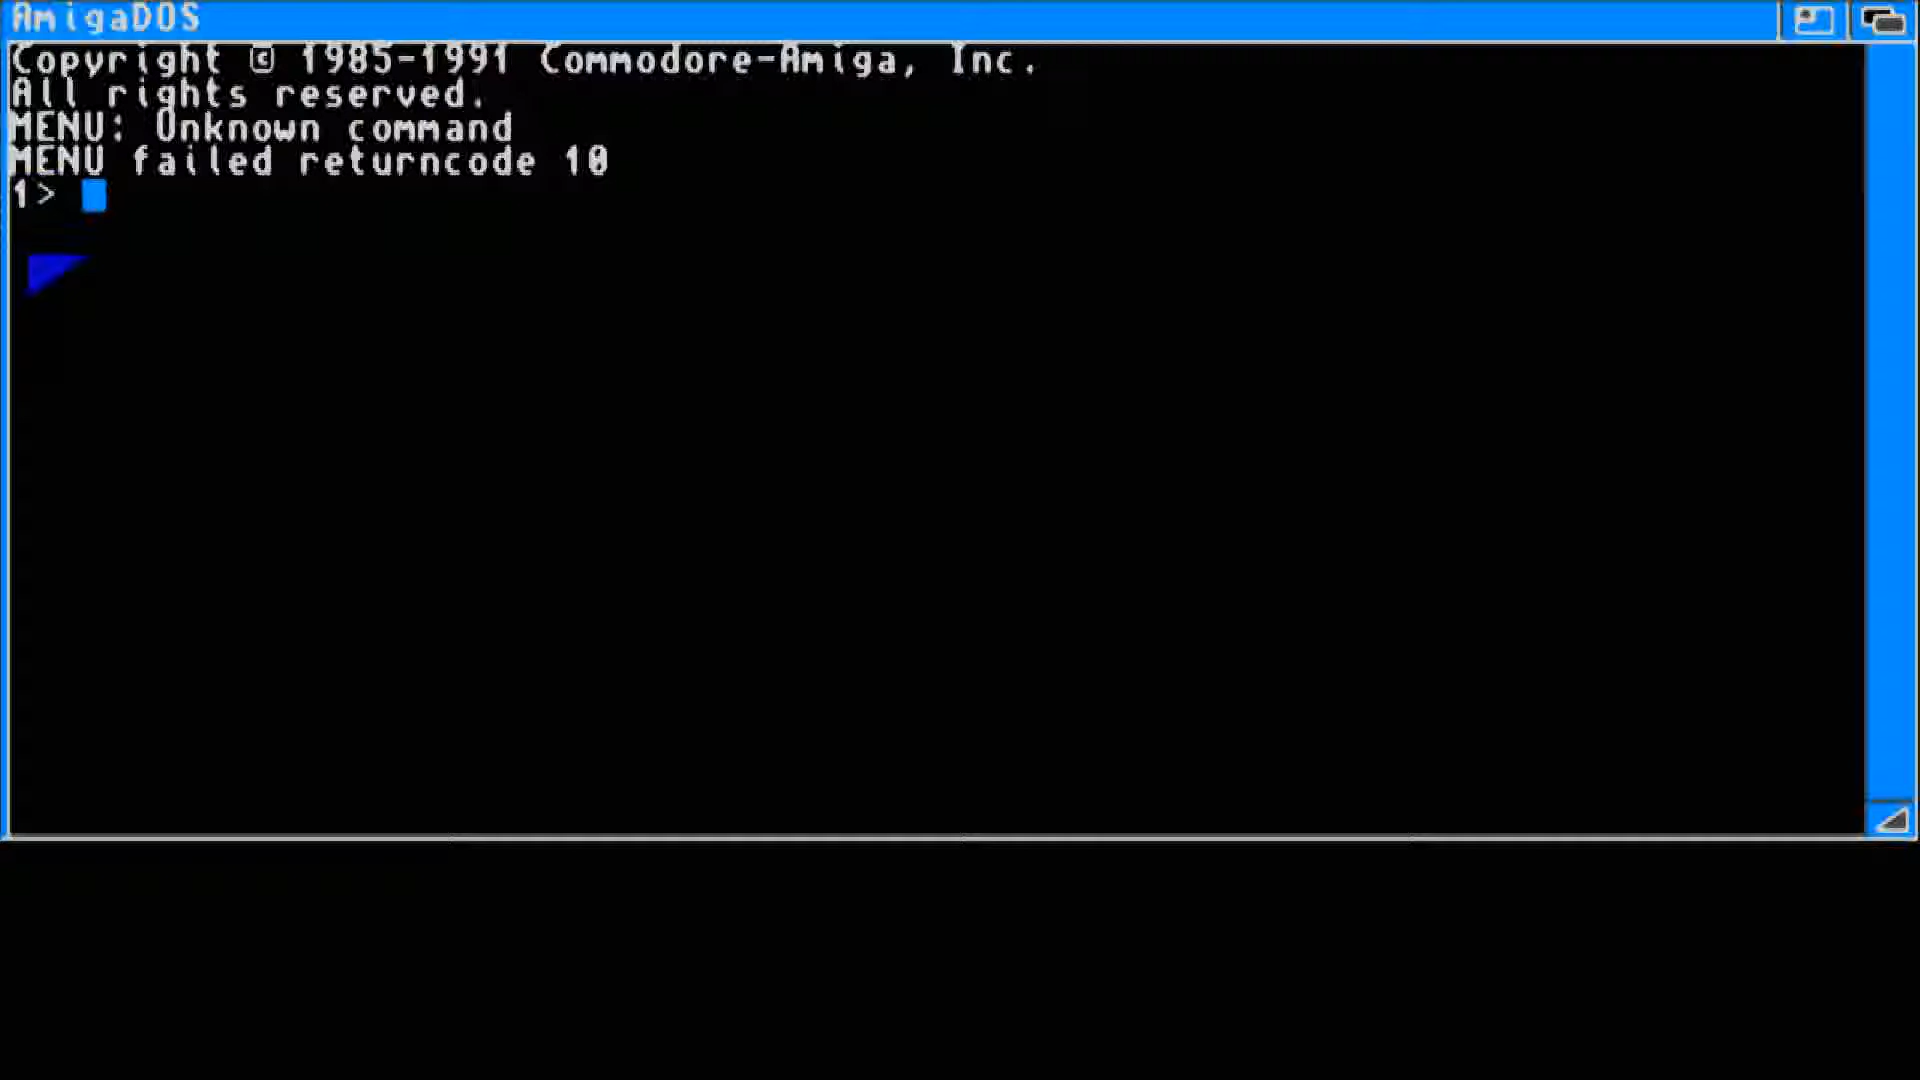 AmigaDOS
Copyright © 1985-1991 Commodore-Amiga, Inc.
All rights reserved.
MENU: Unknown command
MENU failed returncode 10
1>